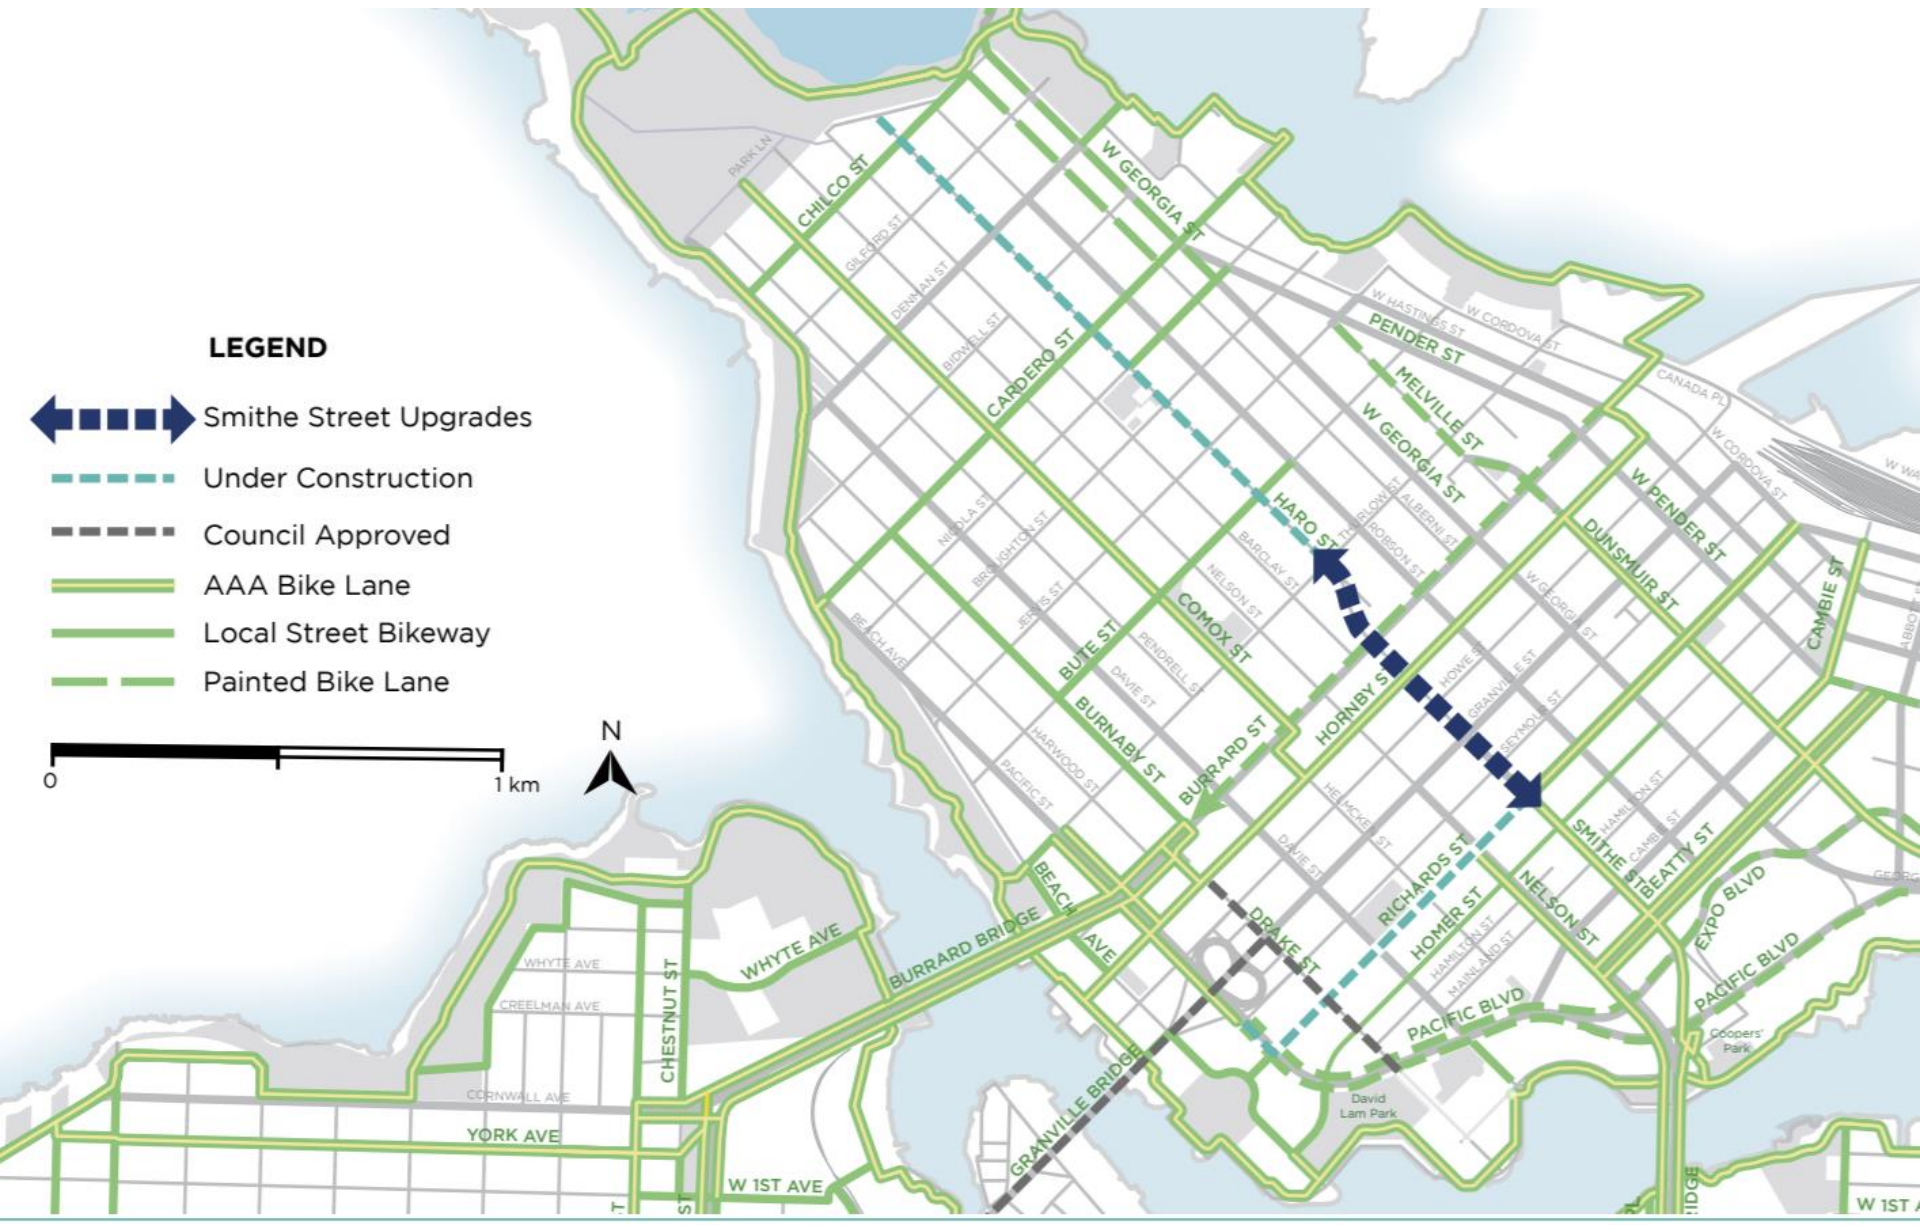 LEGEND
Smithe Street Upgrades
Under Construction
Council Approved
AAA Bike Lane
Local Street Bikeway
Painted Bike Lane
0
1 km
N
PARK LN
CHILCO ST
GILFORD ST
DENMAN ST
BIDWELL ST
CARDERO ST
W GEORGIA ST
W HASTINGS ST
W CORDOVA ST
PENDER ST
CANADA PL
MELVILLE ST
W GEORGIA ST
W CORDOVA ST
W PENDER ST
DUNSMUIR ST
W GEORGIA ST
THURLOW ST
ALBERNI ST
ROBSON ST
HARO ST
BARCLAY ST
NELSON ST
COMOX ST
NICOLA ST
BROUGHTON ST
JERVIS ST
BUTE ST
PENDRELL ST
DAVIE ST
BURNABY ST
BEACH AVE
HARWOOD ST
PACIFIC ST
BURRARD ST
HORNBY S
HOWE S
GRANVILLE ST
SEYMOUR ST
CAMBIE ST
HELMCKEN ST
DAVIE ST
RICHARDS ST
HOMER ST
HAMILTON ST
MAINLAND ST
SMITHE ST
HAMILTON ST
CAMBIE ST
BEATTY ST
NELSON ST
EXPO BLVD
PACIFIC BLVD
PACIFIC BLVD
DRAKE ST
BEACH AVE
BURRARD BRIDGE
GRANVILLE BRIDGE
David
Lam Park
Coopers'
Park
WHYTE AVE
WHYTE AVE
CREELMAN AVE
CHESTNUT ST
CORNWALL AVE
YORK AVE
W 1ST AVE
ST
ST
W 1ST